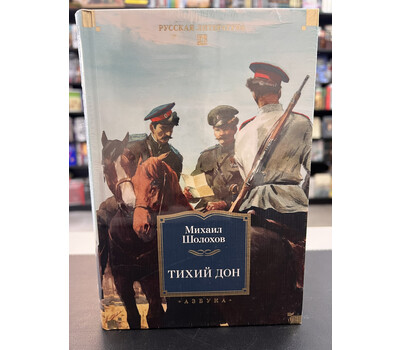 РУССКАЯ ЛИТЕРАТУРА
Михаил
Шолохов
ТИХИЙ ДОН
•АЗБУКА•